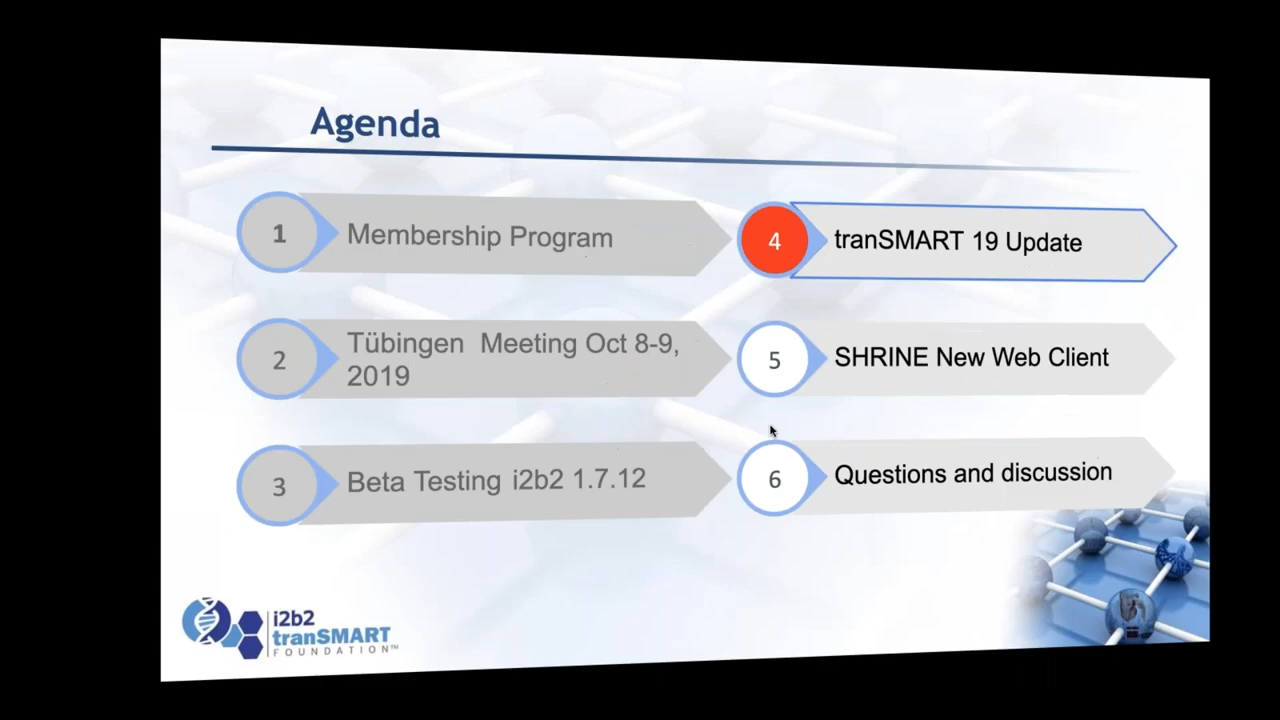 Agenda
1
Membership Program
2
Tübingen Meeting Oct 8-9,
2019
3
Beta Testing i2b2 1.7.12
4
tranSMART 19 Update
5
SHRINE New Web Client
6
Questions and discussion
i2b2
tranSMART
FOUNDATION™